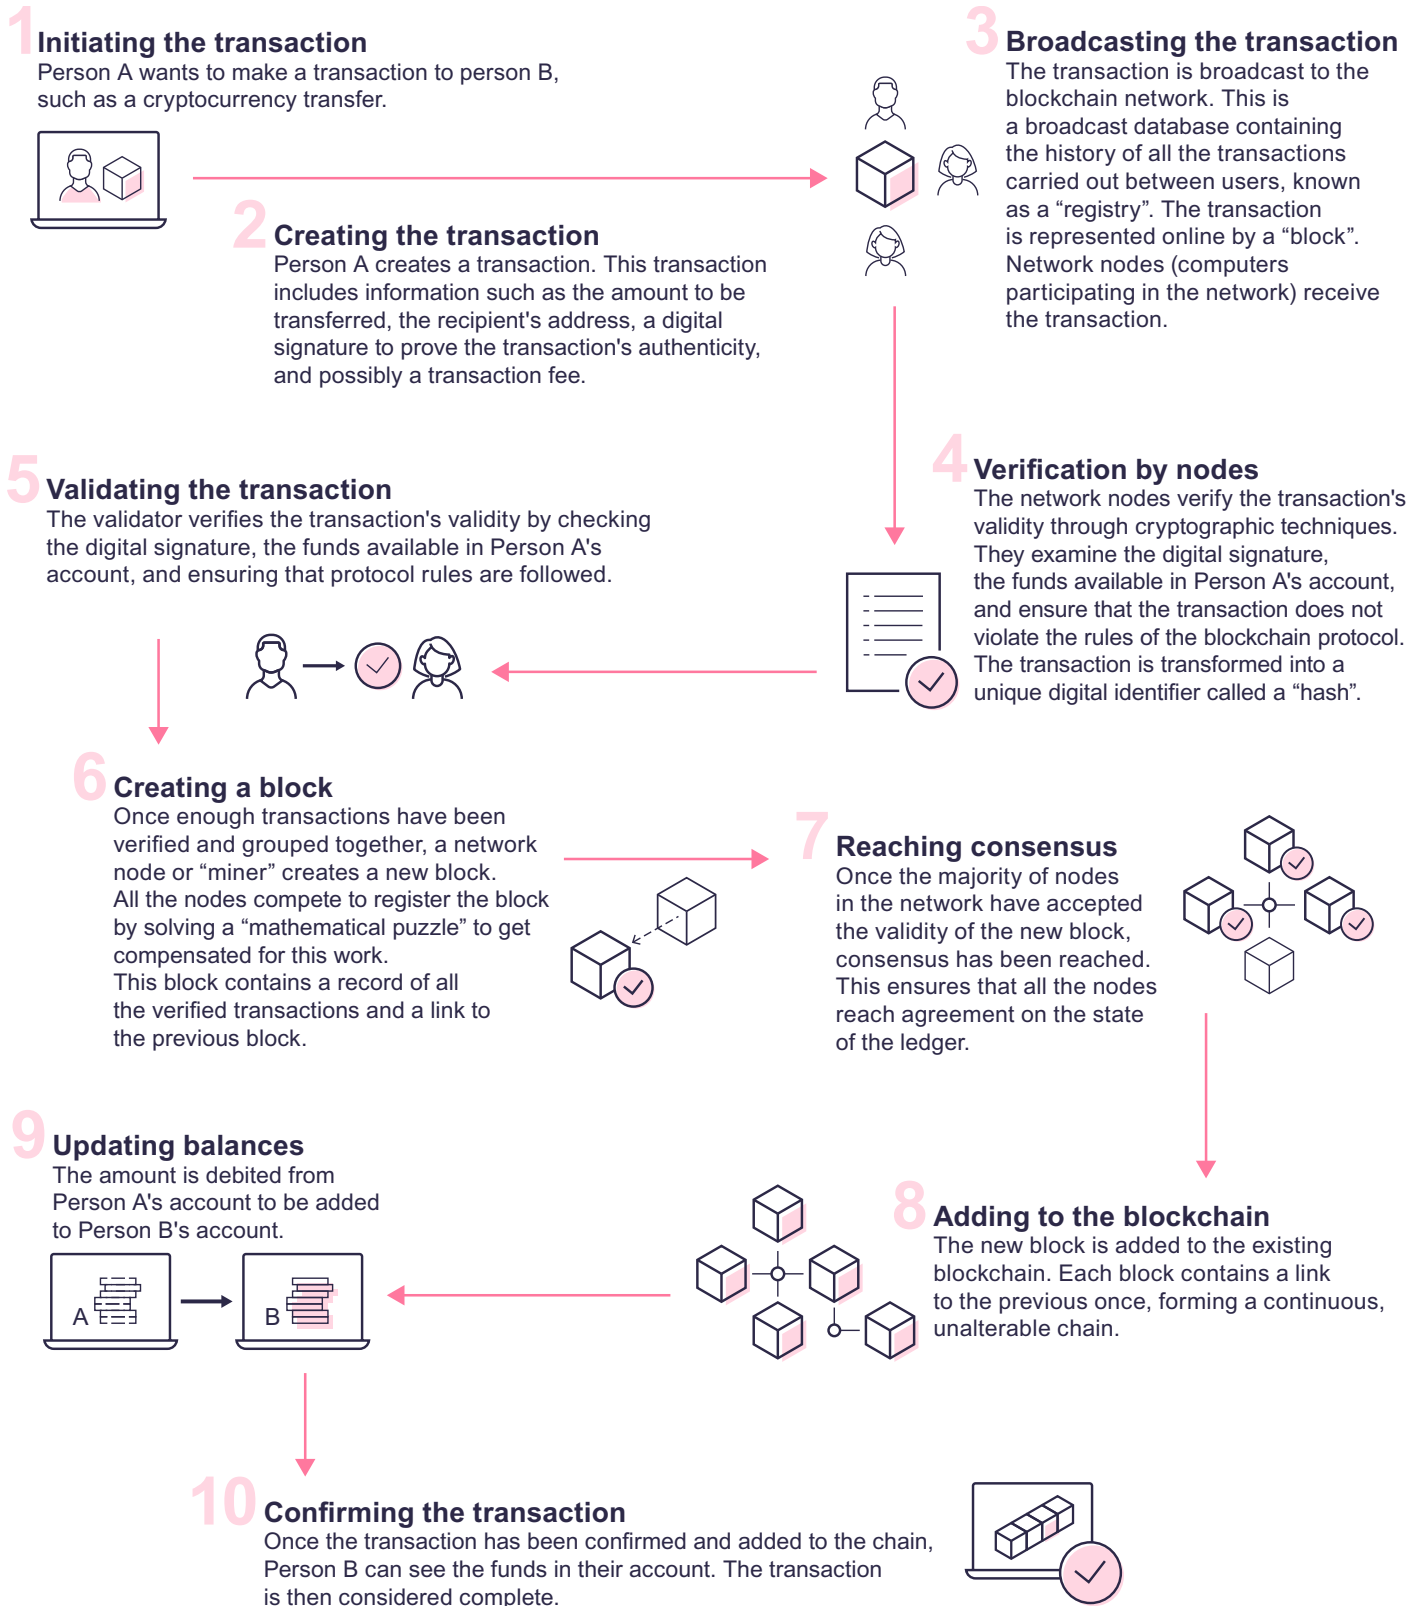 1
Initiating the transaction
Person A wants to make a transaction to person B,
such as a cryptocurrency transfer.
2
Creating the transaction
Person A creates a transaction. This transaction
includes information such as the amount to be
transferred, the recipient's address, a digital
signature to prove the transaction's authenticity,
and possibly a transaction fee.
3
Broadcasting the transaction
The transaction is broadcast to the
blockchain network. This is
a broadcast database containing
the history of all the transactions
carried out between users, known
as a “registry”. The transaction
is represented online by a “block”.
Network nodes (computers
participating in the network) receive
the transaction.
4
Verification by nodes
The network nodes verify the transaction's
validity through cryptographic techniques.
They examine the digital signature,
the funds available in Person A's account,
and ensure that the transaction does not
violate the rules of the blockchain protocol.
The transaction is transformed into a
unique digital identifier called a “hash”.
5
Validating the transaction
The validator verifies the transaction's validity by checking
the digital signature, the funds available in Person A's
account, and ensuring that protocol rules are followed.
6
Creating a block
Once enough transactions have been
verified and grouped together, a network
node or “miner” creates a new block.
All the nodes compete to register the block
by solving a “mathematical puzzle” to get
compensated for this work.
This block contains a record of all
the verified transactions and a link to
the previous block.
7
Reaching consensus
Once the majority of nodes
in the network have accepted
the validity of the new block,
consensus has been reached.
This ensures that all the nodes
reach agreement on the state
of the ledger.
8
Adding to the blockchain
The new block is added to the existing
blockchain. Each block contains a link
to the previous once, forming a continuous,
unalterable chain.
9
Updating balances
The amount is debited from
Person A's account to be added
to Person B's account.
A
B
10
Confirming the transaction
Once the transaction has been confirmed and added to the chain,
Person B can see the funds in their account. The transaction
is then considered complete.